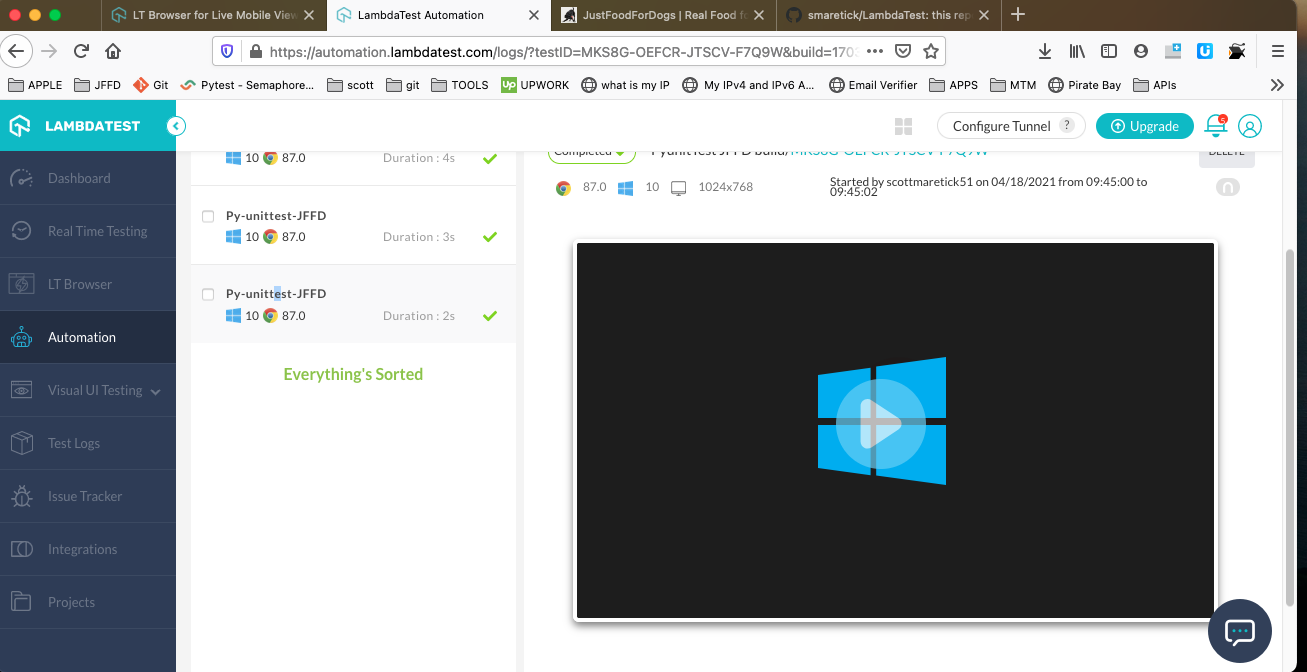 LT Browser for Live Mobile View
LambdaTest Automation
JustFoodForDogs | Real Food fo
smaretick/LambdaTest: this rep
https://automation.lambdatest.com/logs/?testID=MKS8G-OEFCR-JTSCV-F7Q9W&build=1703
APPLE
JFFD
Git
Pytest - Semaphore...
scott
git
TOOLS
Up UPWORK
what is my IP
My IPv4 and IPv6 A...
Email Verifier
APPS
MTM
Pirate Bay
APIs
LAMBDATEST
Configure Tunnel ?
Upgrade
5
Dashboard
Real Time Testing
LT Browser
Automation
Visual UI Testing
Test Logs
Issue Tracker
Integrations
Projects
10 87.0 Duration : 4s
Py-unittest-JFFD
10 87.0 Duration : 3s
Py-unittest-JFFD
10 87.0 Duration : 2s
Everything's Sorted
Completed
PyunitTest JFFD build/MKS8G-OEFCR-JTSCV-F7Q9W
DELETE
87.0 10 1024x768
Started by scottmaretick51 on 04/18/2021 from 09:45:00 to
09:45:02